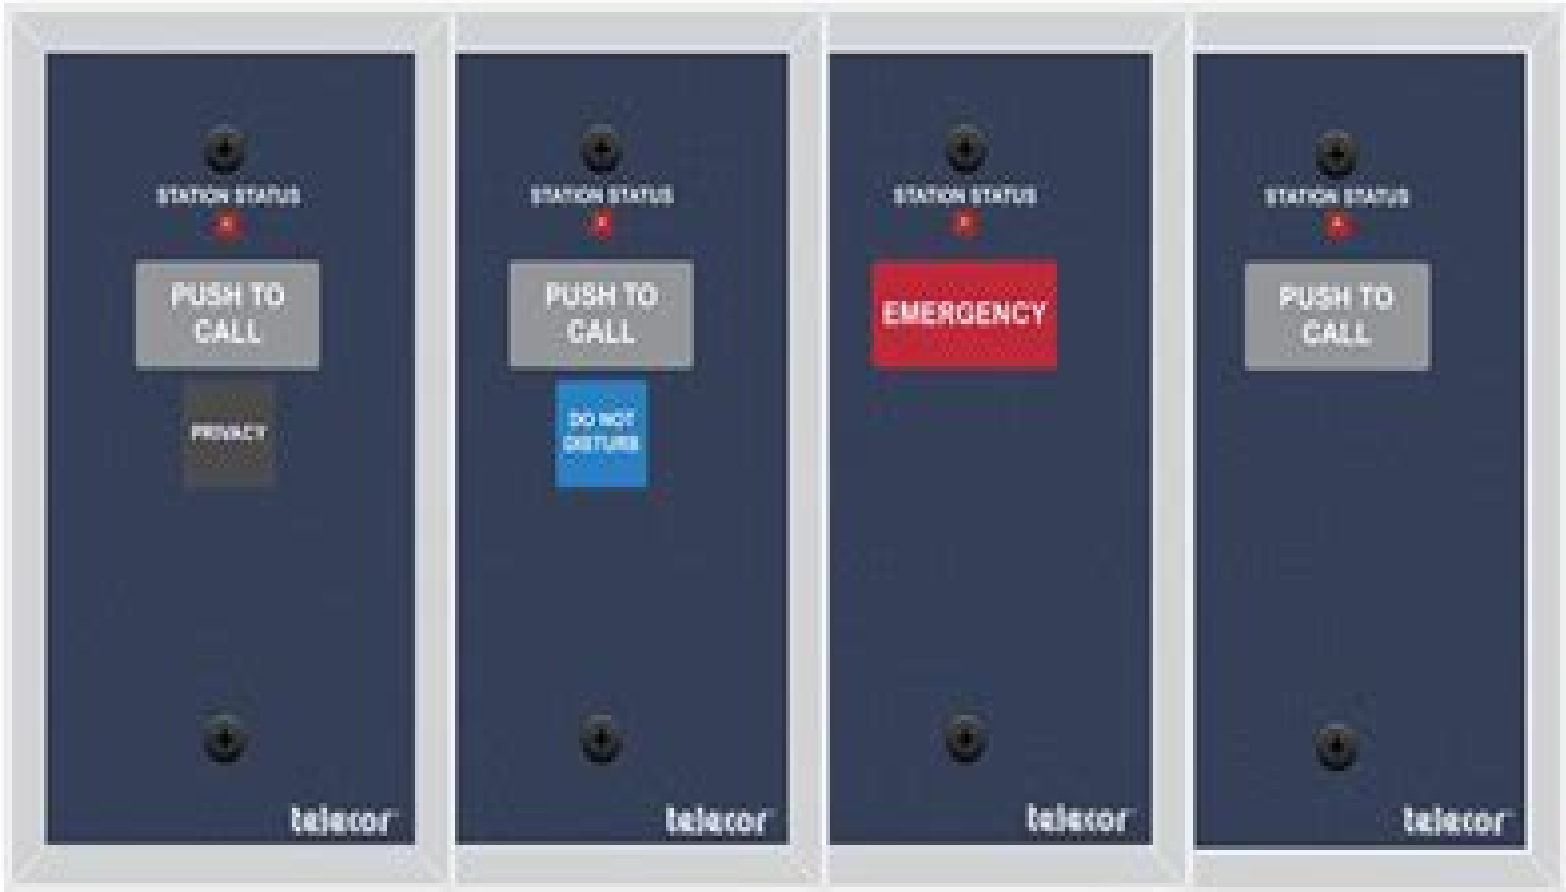 STATION STATUS
PUSH TO
CALL
PRIVACY
telecor
STATION STATUS
PUSH TO
CALL
DO NOT
DISTURB
telecor
STATION STATUS
EMERGENCY
telecor
STATION STATUS
PUSH TO
CALL
telecor